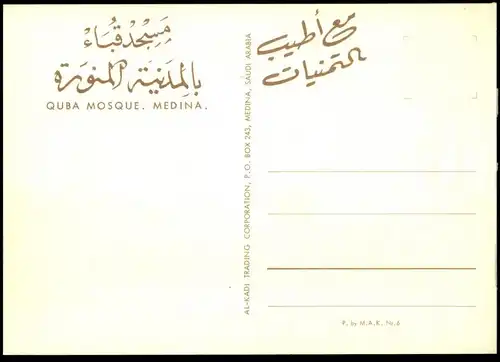 مسجد قباء
بالمدينة المنورة
QUBA MOSQUE. MEDINA.
مع أطيب
التمنيات
AL-KADI TRADING CORPORATION, P.O. BOX 243, MEDINA, SAUDI ARABIA
P. by M.A.K. Nr.6